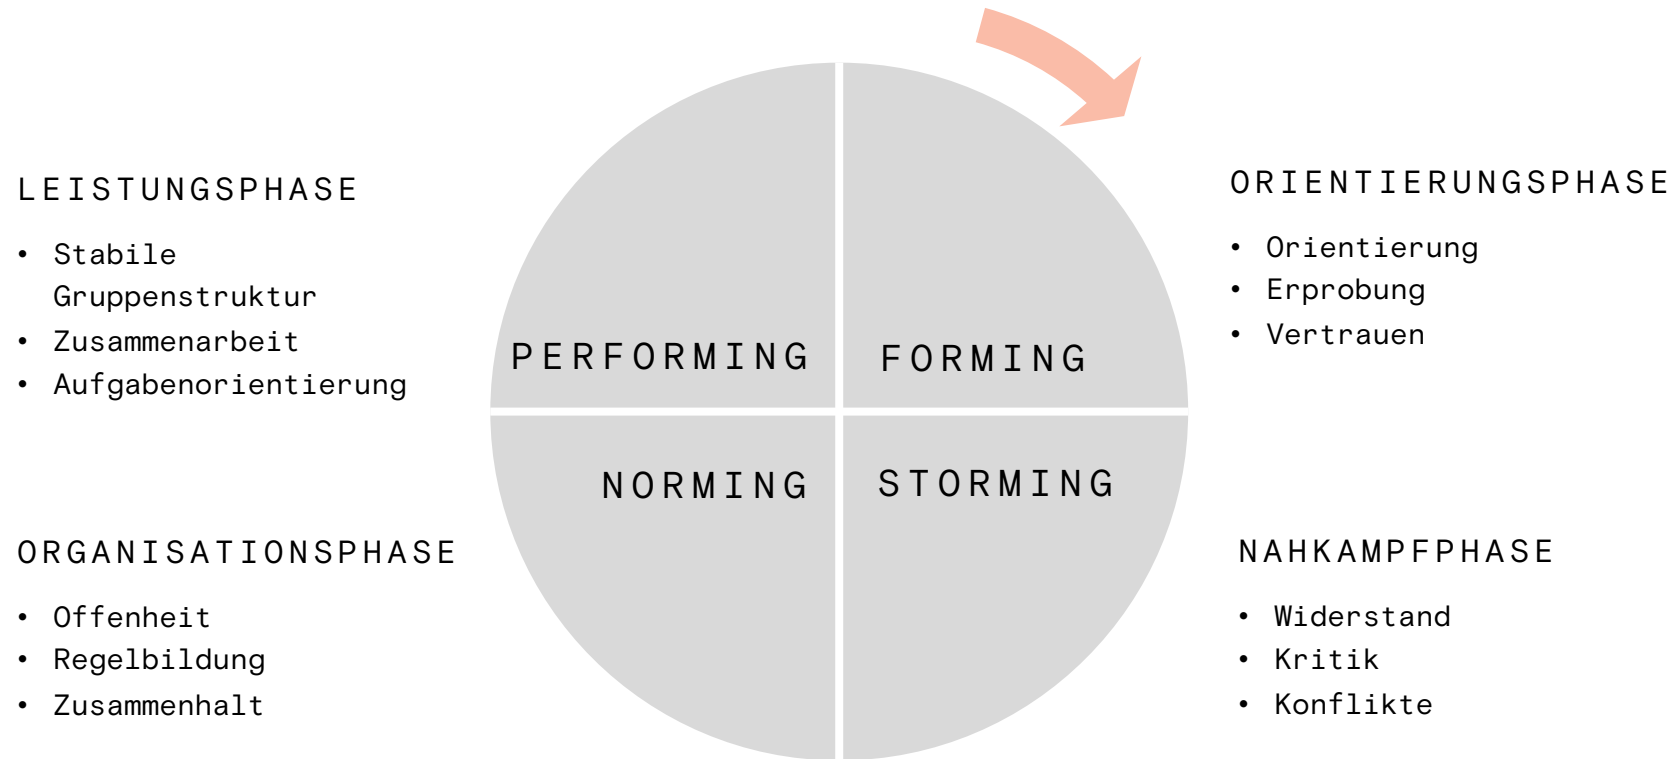 LEISTUNGSPHASE
• Stabile
Gruppenstruktur
• Zusammenarbeit
• Aufgabenorientierung
PERFORMING
FORMING
ORIENTIERUNGSPHASE
• Orientierung
• Erprobung
• Vertrauen
ORGANISATIONSPHASE
• Offenheit
• Regelbildung
• Zusammenhalt
NORMING
STORMING
NAHKAMPFPHASE
• Widerstand
• Kritik
• Konflikte